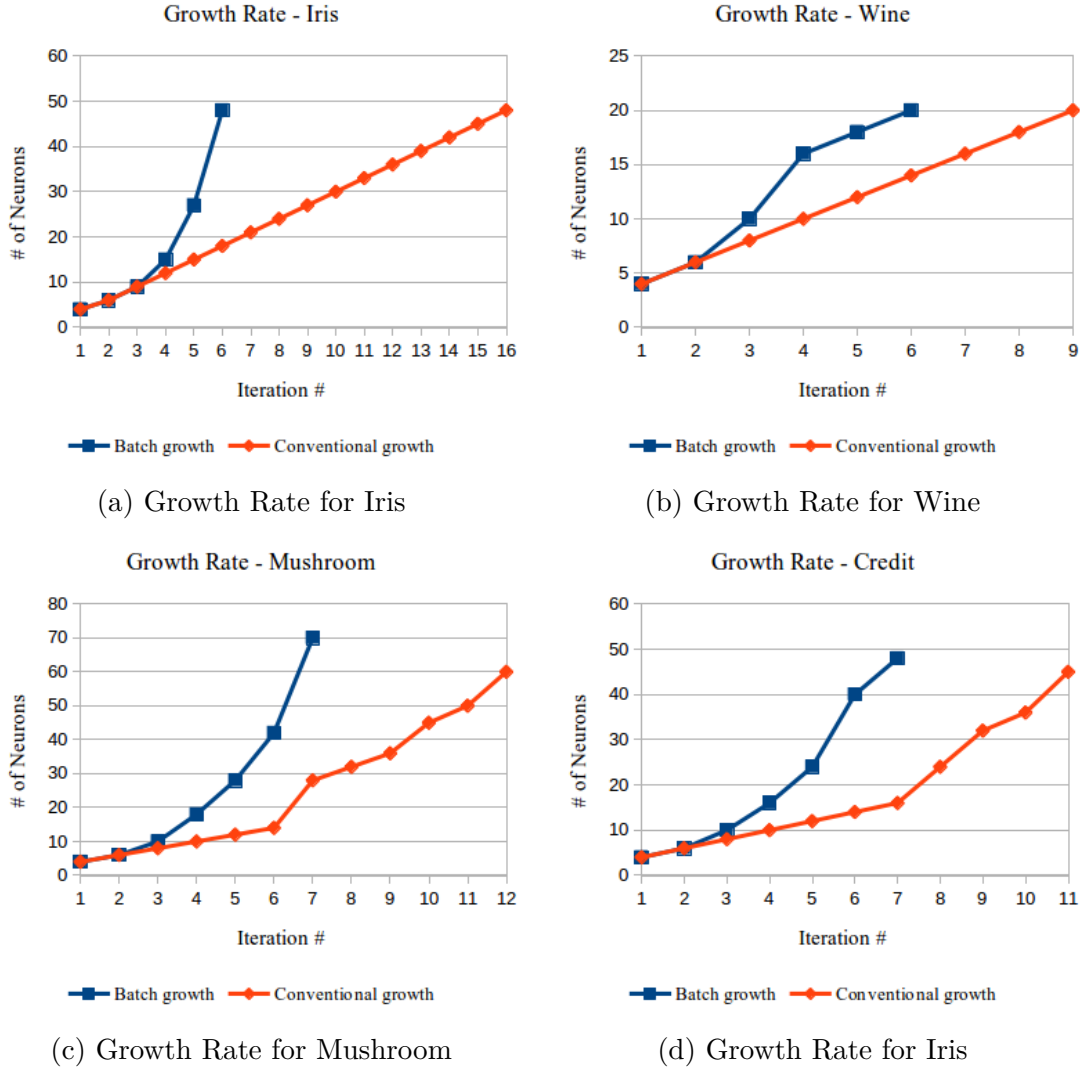 Growth Rate - Iris
60
50
40
30
20
10
0
# of Neurons
1 2 3 4 5 6 7 8 9 10 11 12 13 14 15 16
Iteration #
Batch growth Conventional growth
(a) Growth Rate for Iris
Growth Rate - Wine
25
20
15
10
5
0
# of Neurons
1 2 3 4 5 6 7 8 9
Iteration #
Batch growth Conventional growth
(b) Growth Rate for Wine
Growth Rate - Mushroom
80
70
60
50
40
30
20
10
0
# of Neurons
1 2 3 4 5 6 7 8 9 10 11 12
Iteration #
Batch growth Conventional growth
(c) Growth Rate for Mushroom
Growth Rate - Credit
60
50
40
30
20
10
0
# of Neurons
1 2 3 4 5 6 7 8 9 10 11
Iteration #
Batch growth Conventional growth
(d) Growth Rate for Iris